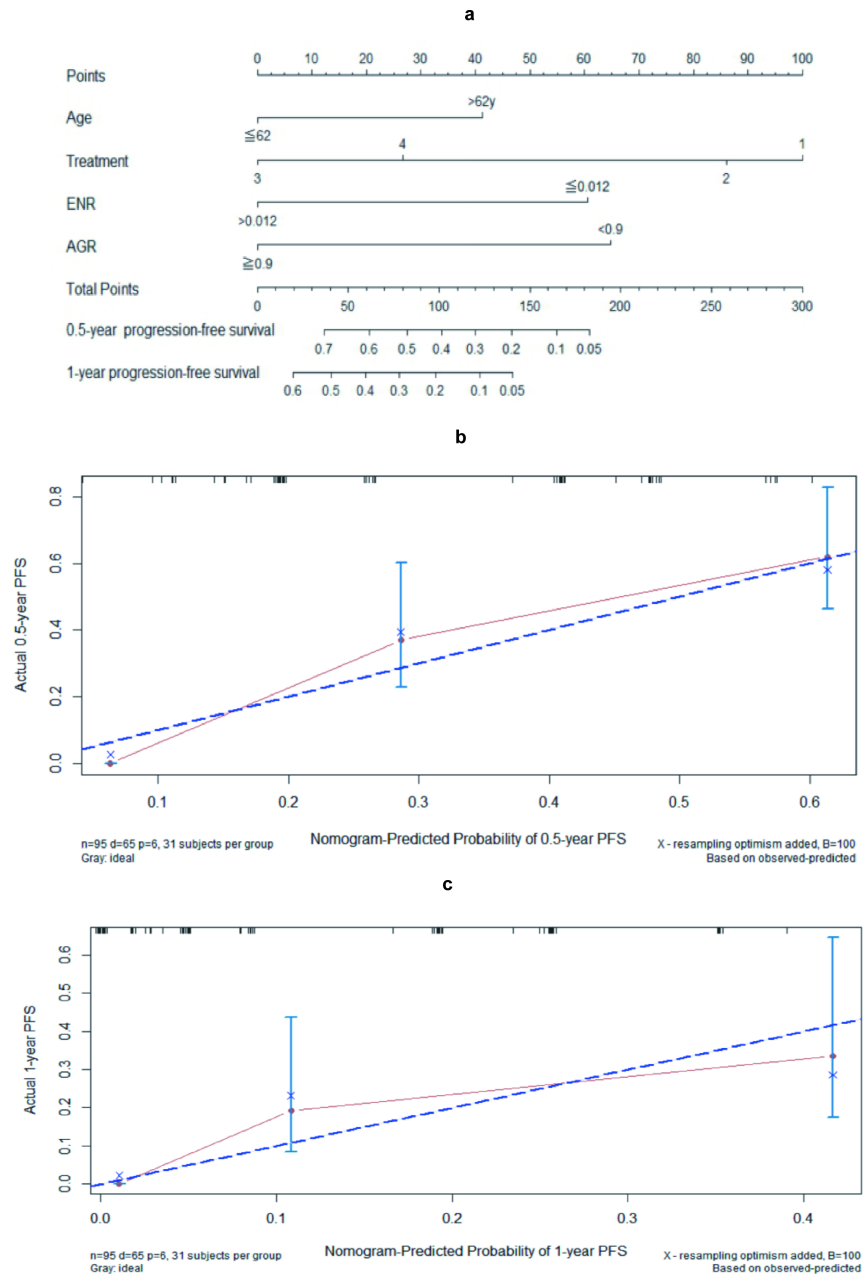 a
0 10 20 30 40 50 60 70 80 90 100
Points
>62y
Age
≦62
4 1
Treatment
3 2
≦0.012
ENR
>0.012
<0.9
AGR
≧0.9
Total Points
0 50 100 150 200 250 300
0.5-year progression-free survival
0.7 0.6 0.5 0.4 0.3 0.2 0.1 0.05
1-year progression-free survival
0.6 0.5 0.4 0.3 0.2 0.1 0.05
b
Actual 0.5-year PFS
0.8
0.6
0.4
0.2
0.0
0.1 0.2 0.3 0.4 0.5 0.6
Nomogram-Predicted Probability of 0.5-year PFS
n=95 d=65 p=6, 31 subjects per group
Gray: ideal
X - resampling optimism added, B=100
Based on observed-predicted
c
Actual 1-year PFS
0.6
0.5
0.4
0.3
0.2
0.1
0.0
0.0 0.1 0.2 0.3 0.4
Nomogram-Predicted Probability of 1-year PFS
n=95 d=65 p=6, 31 subjects per group
Gray: ideal
X - resampling optimism added, B=100
Based on observed-predicted